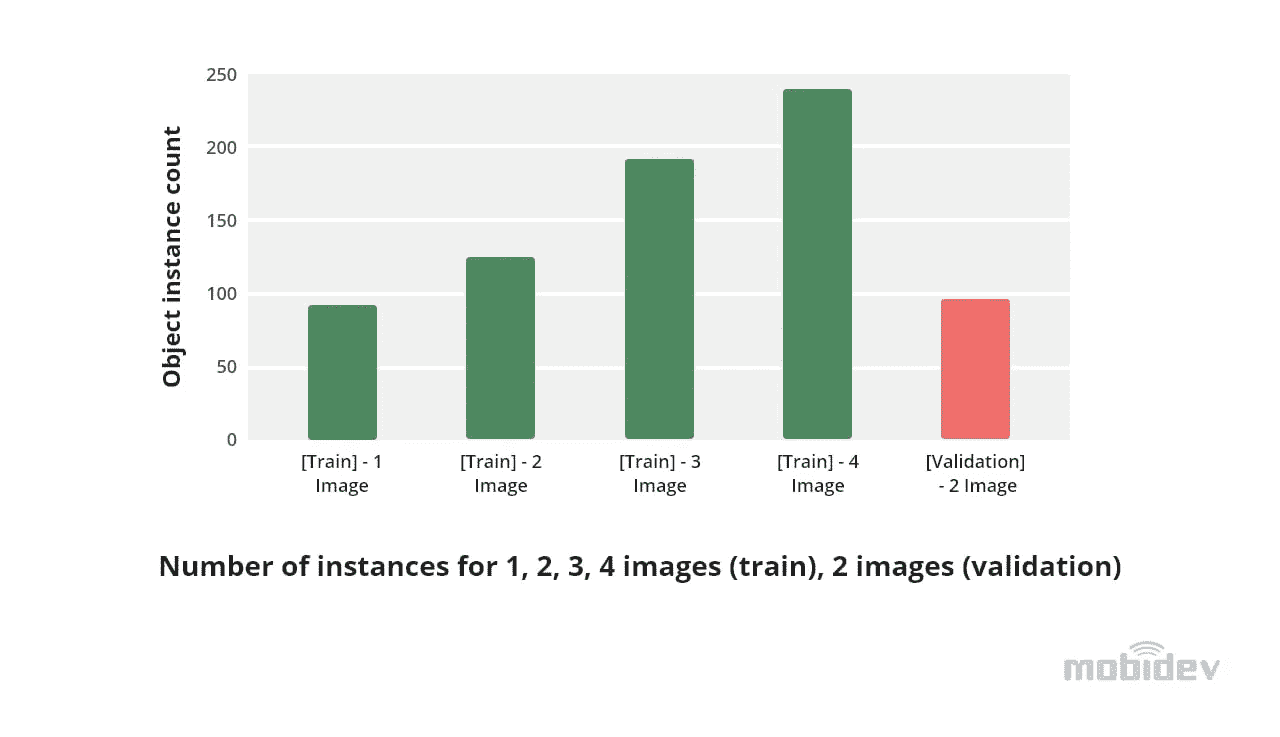 250
200
150
100
50
0
Object instance count
[Train] - 1
Image
[Train] - 2
Image
[Train] - 3
Image
[Train] - 4
Image
[Validation]
- 2 Image
Number of instances for 1, 2, 3, 4 images (train), 2 images (validation)
mobidev